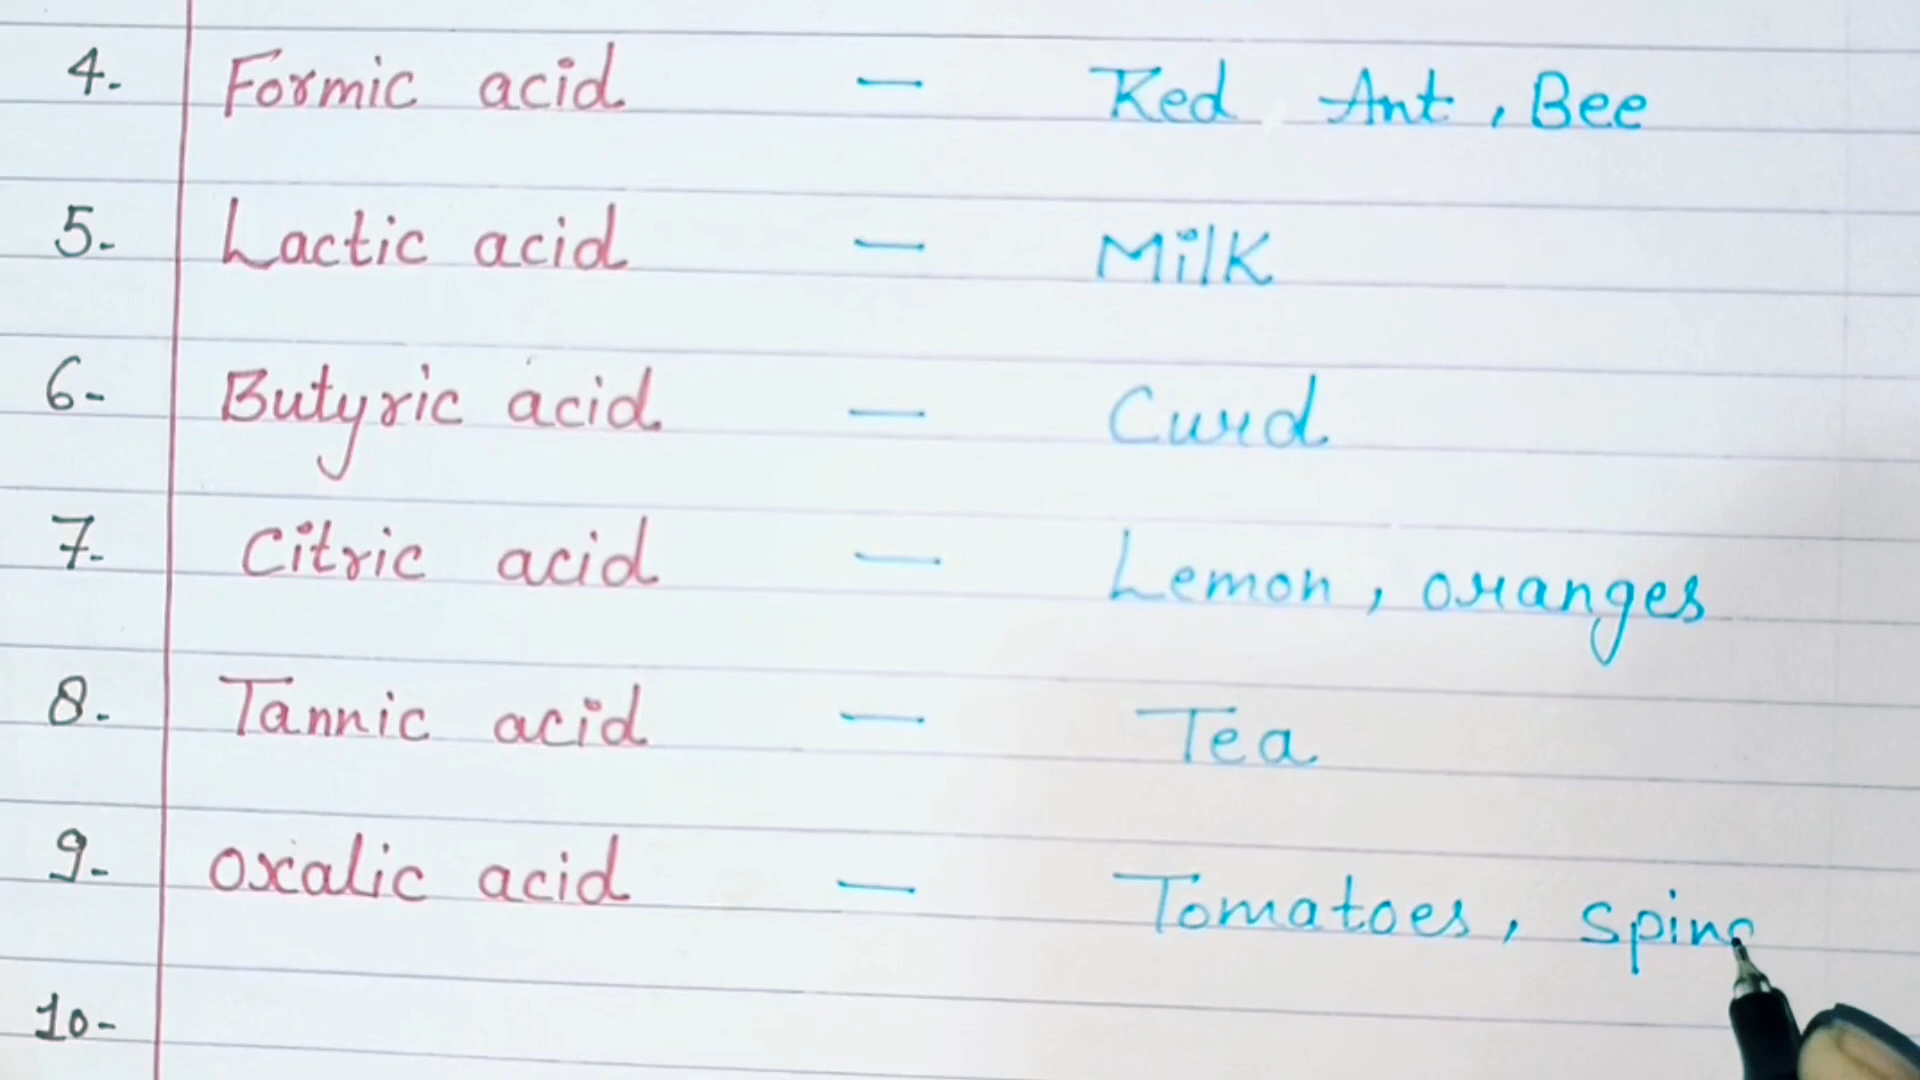 4. Formic acid - Red Ant, Bee
5. Lactic acid - Milk
6- Butyric acid - Curd
7. Citric acid - Lemon, oranges
8. Tannic acid - Tea
9- oxalic acid - Tomatoes,
10-